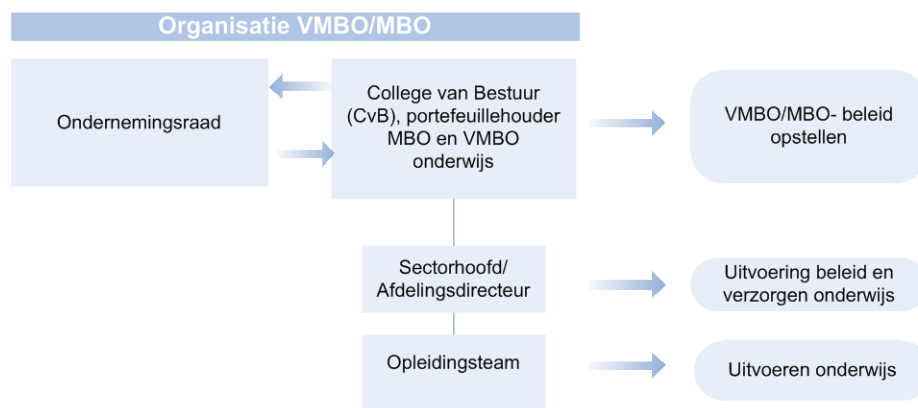 Organisatie VMBO/MBO
Ondernemingsraad
College van Bestuur
(CvB), portefeuillehouder
MBO en VMBO
onderwijs
VMBO/MBO- beleid
opstellen
Sectorhoofd/
Afdelingsdirecteur
Uitvoering beleid en
verzorgen onderwijs
Opleidingsteam
Uitvoeren onderwijs